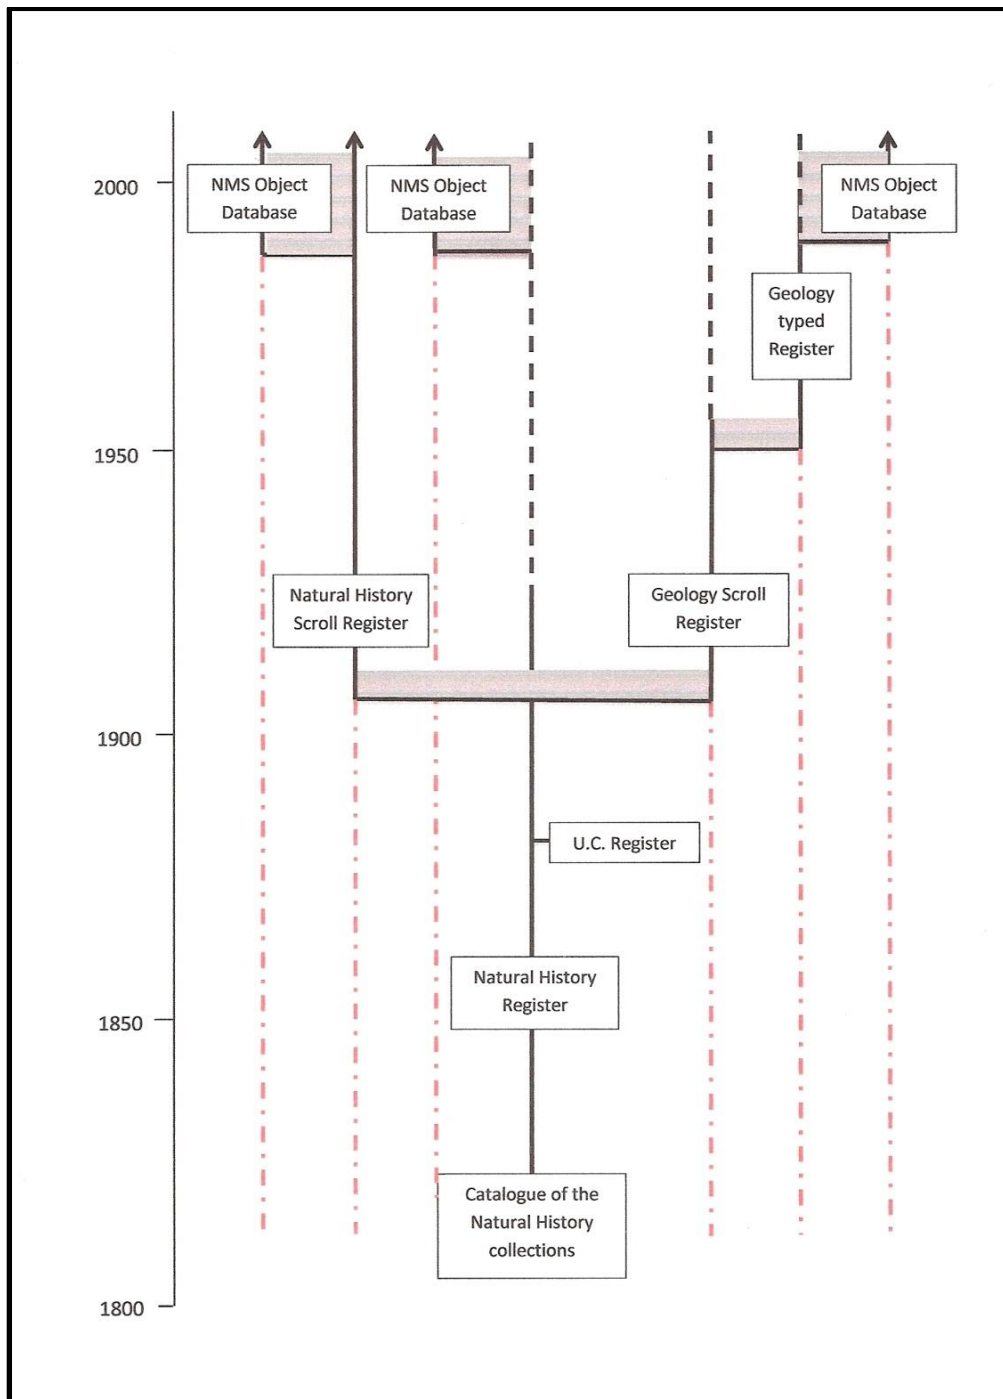 2000
NMS Object
Database
NMS Object
Database
NMS Object
Database
Geology
typed
Register
1950
Natural History
Scroll Register
Geology Scroll
Register
1900
U.C. Register
Natural History
Register
1850
Catalogue of the
Natural History
collections
1800